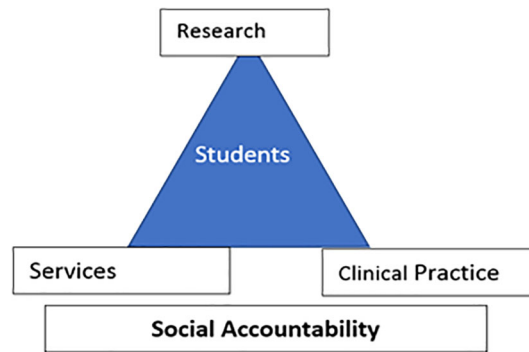 Research
Students
Services
Clinical Practice
Social Accountability